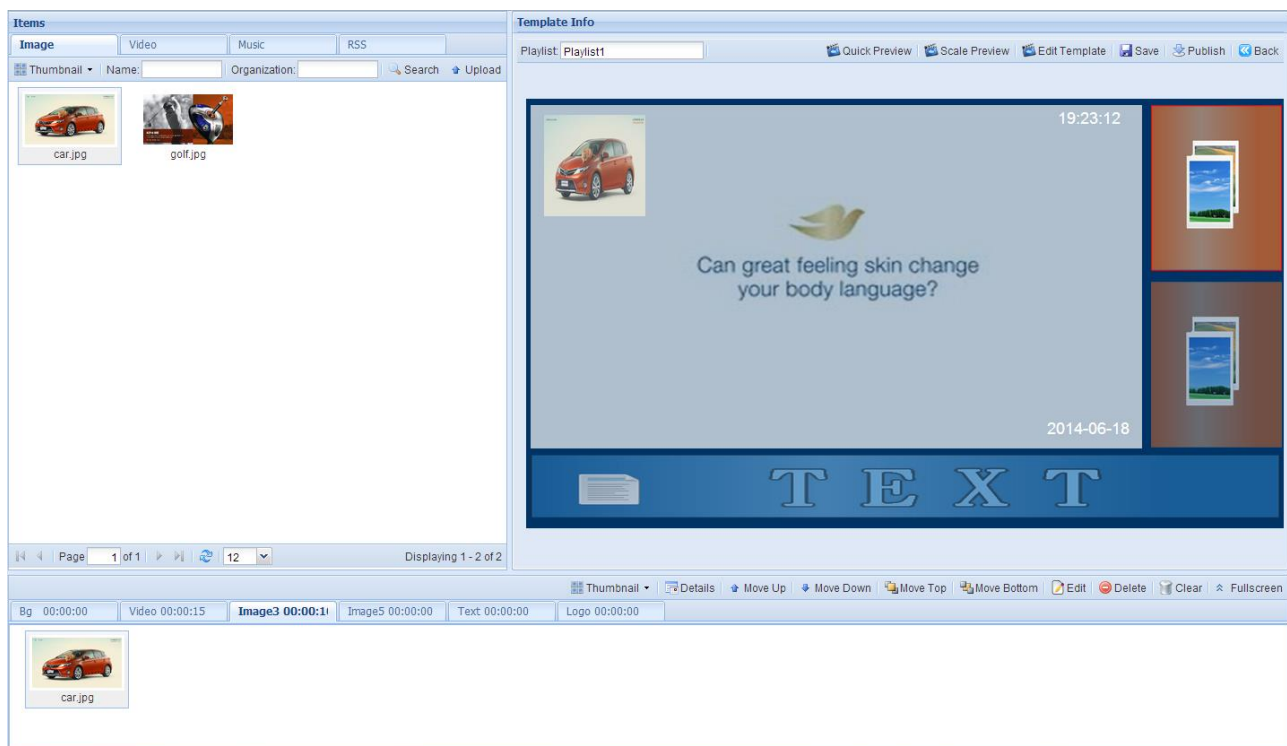 Items
Image Video Music RSS
Thumbnail Name: Organization: Search Upload
car.jpg golf.jpg
Page 1 of 1 12 Displaying 1 - 2 of 2
Template Info
Playlist: Playlist1 Quick Preview Scale Preview Edit Template Save Publish Back
19:23:12
Can great feeling skin change
your body language?
2014-06-18
TEXT
Thumbnail Details Move Up Move Down Move Top Move Bottom Edit Delete Clear Fullscreen
Bg 00:00:00 Video 00:00:15 Image3 00:00:1 Image5 00:00:00 Text 00:00:00 Logo 00:00:00
car.jpg